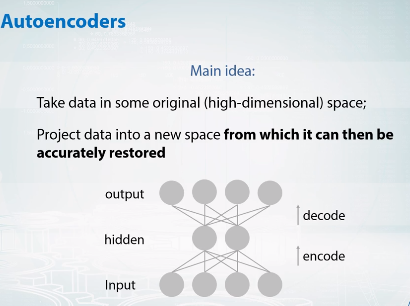 Autoencoders
Main idea:
Take data in some original (high-dimensional) space;
Project data into a new space from which it can then be
accurately restored
output
decode
hidden
encode
Input